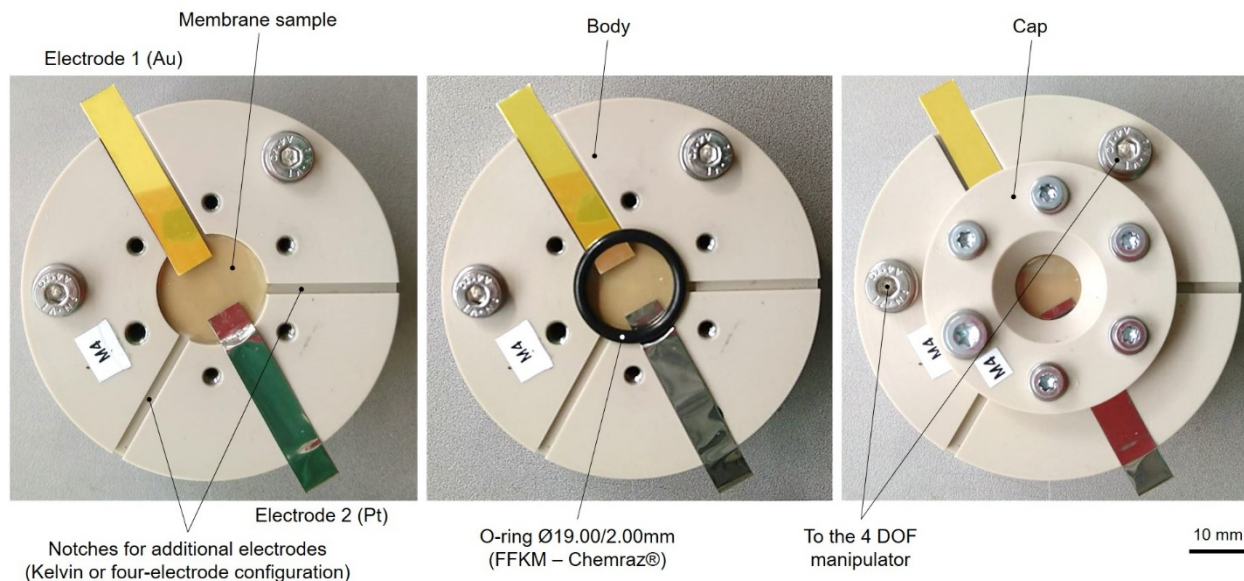 Membrane sample
Body
Cap
Electrode 1 (Au)
M4
M4
M4
M4
Electrode 2 (Pt)
Notches for additional electrodes
(Kelvin or four-electrode configuration)
O-ring Ø19.00/2.00mm
(FFKM – Chemraz®)
To the 4 DOF
manipulator
10 mm